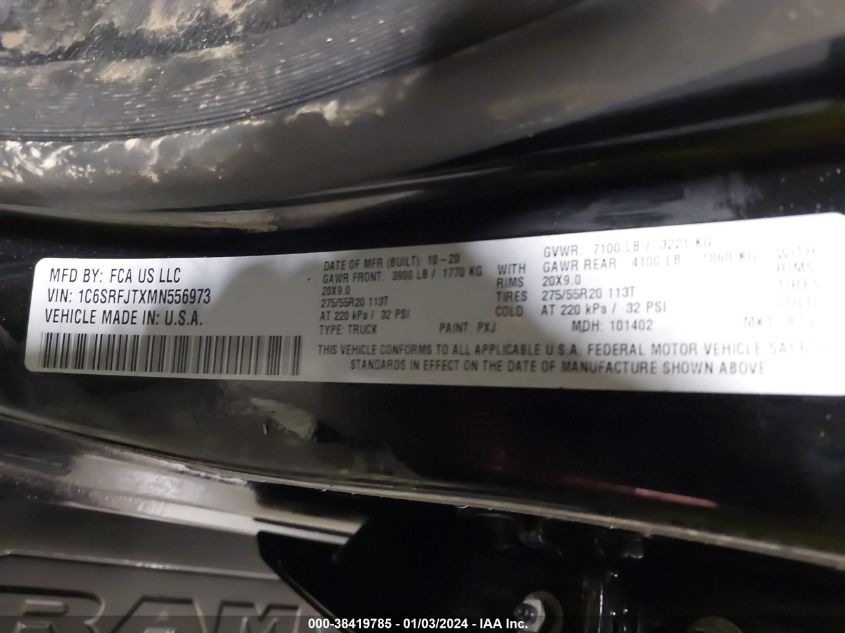 MFD BY: FCA US LLC
VIN: 1C6SRFJTXMN556973
VEHICLE MADE IN: U.S.A.
DATE OF MFR (BUILT): 10-20
GAWR FRONT: 3900 LB / 1770 KG
20X9.0
275/55R20 113T
AT 220 kPa / 32 PSI
TYPE: TRUCK PAINT: PXJ
WITH
RIMS
TIRES
COLD
GVWR: 7100 LB / 3221 KG
GAWR REAR 4100 LB 1860 KG
20X9.0
275/55R20 113T
AT 220 kPa / 32 PSI
MDH: 101402
WITH
RIMS
THIS VEHICLE CONFORMS TO ALL APPLICABLE U.S.A. FEDERAL MOTOR VEHICLE
STANDARDS IN EFFECT ON THE DATE OF MANUFACTURE SHOWN ABOVE
RAM
000-38419785 - 01/03/2024 - IAA Inc.